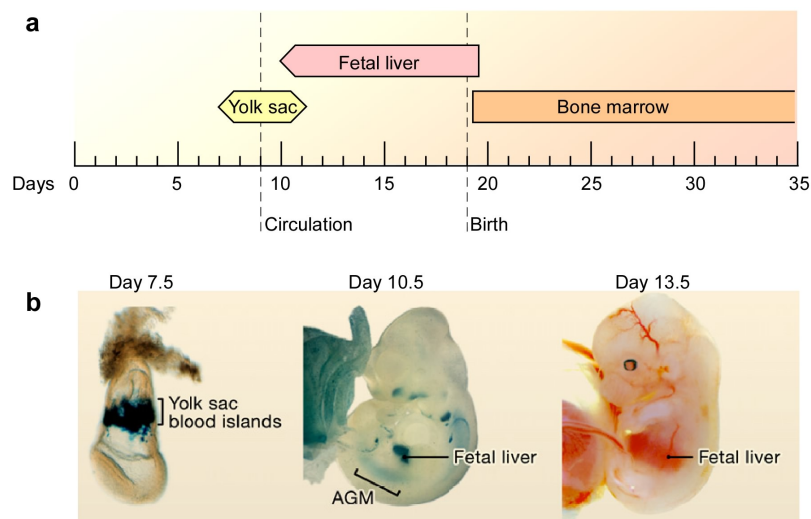 a
Fetal liver
Yolk sac
Bone marrow
Days 0 5 10 15 20 25 30 35
Circulation
Birth
b
Day 7.5
Day 10.5
Day 13.5
Yolk sac
blood islands
Fetal liver
AGM
Fetal liver